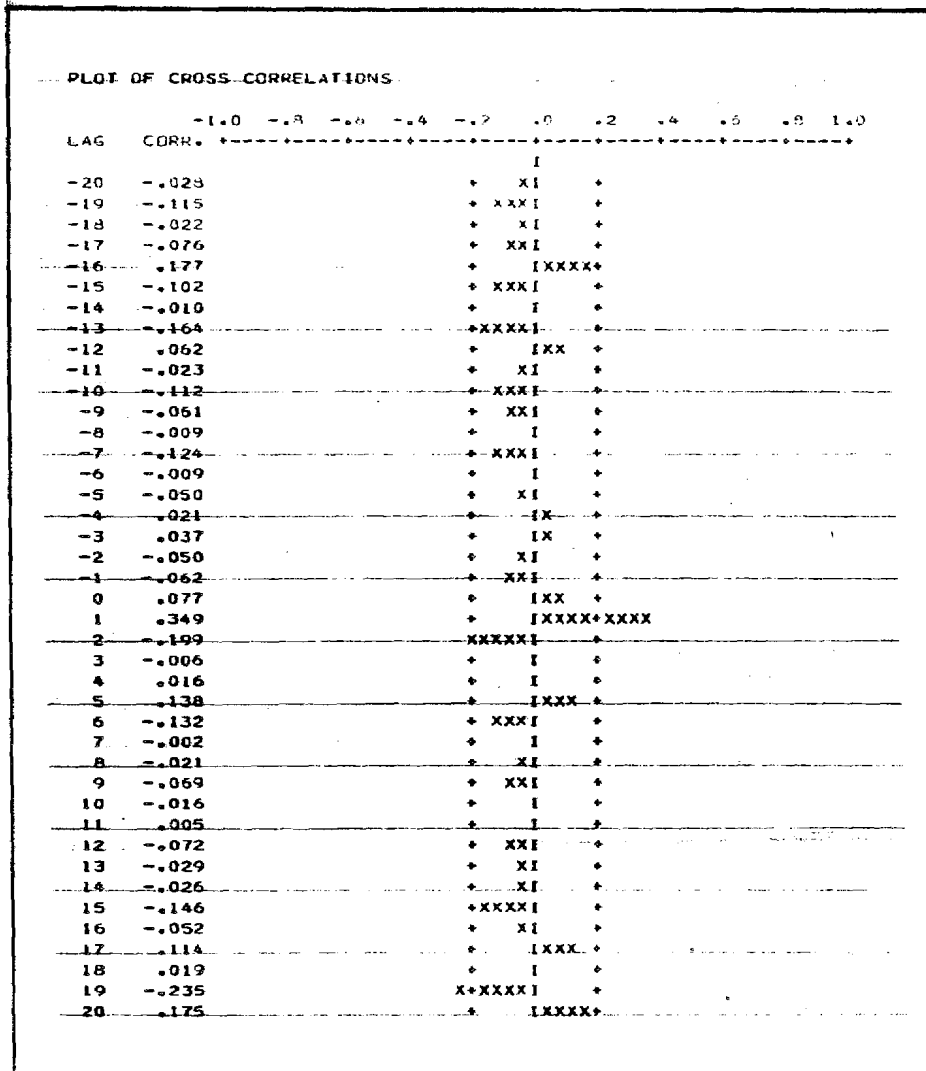 PLOT OF CROSS CORRELATIONS
-1.0 -.8 -.6 -.4 -.2 .0 .2 .4 .6 .8 1.0
LAG CORR. +----+----+----+----+----+----+----+----+----+----+
I
-20 -.028 + XI +
-19 -.115 + XXXI +
-18 -.022 + XI +
-17 -.076 + XXI +
-16 .177 + IXXXX+
-15 -.102 + XXXI +
-14 -.010 + I +
-13 -.164 +XXXXI +
-12 .062 + IXX +
-11 -.023 + XI +
-10 -.112 + XXXI +
-9 -.061 + XXI +
-8 -.009 + I +
-7 -.124 + XXXI +
-6 -.009 + I +
-5 -.050 + XI +
-4 .021 + IX +
-3 .037 + IX +
-2 -.050 + XI +
-1 -.062 + XXI +
0 .077 + IXX +
1 .349 + IXXXX+XXXX
2 -.199 XXXXXI +
3 -.006 + I +
4 .016 + I +
5 .138 + IXXX +
6 -.132 + XXXI +
7 -.002 + I +
8 -.021 + XI +
9 -.069 + XXI +
10 -.016 + I +
11 .005 + I +
12 -.072 + XXI +
13 -.029 + XI +
14 -.026 + XI +
15 -.146 +XXXXI +
16 -.052 + XI +
17 .114 + IXXX +
18 .019 + I +
19 -.235 X+XXXXI +
20 .175 + IXXXX+